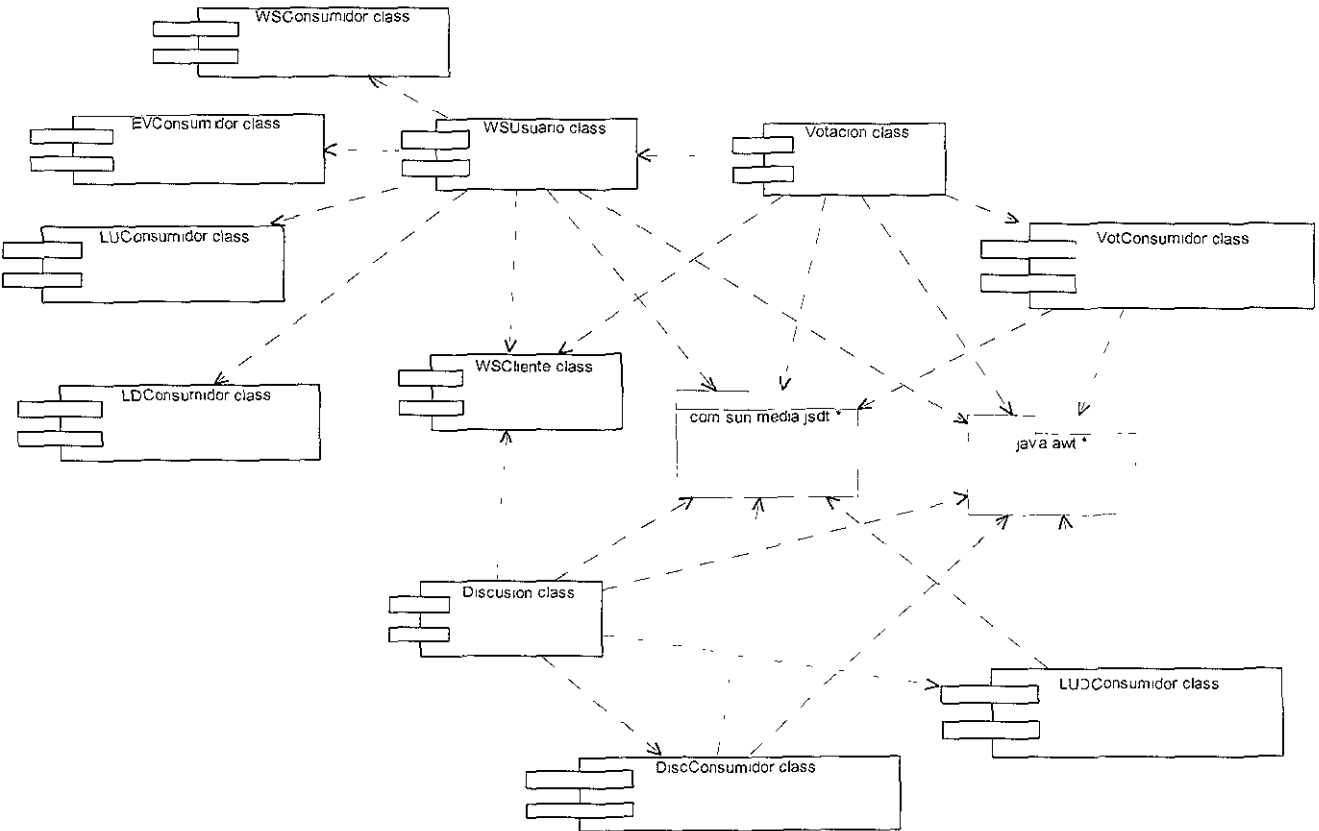 WSConsumidor class
EVConsumidor class
WSUsuario class
Votacion class
LUConsumidor class
VotConsumidor class
WSCliente class
LDConsumidor class
com sun media jsdt *
java awt *
Discusion class
LUDConsumidor class
DiscConsumidor class